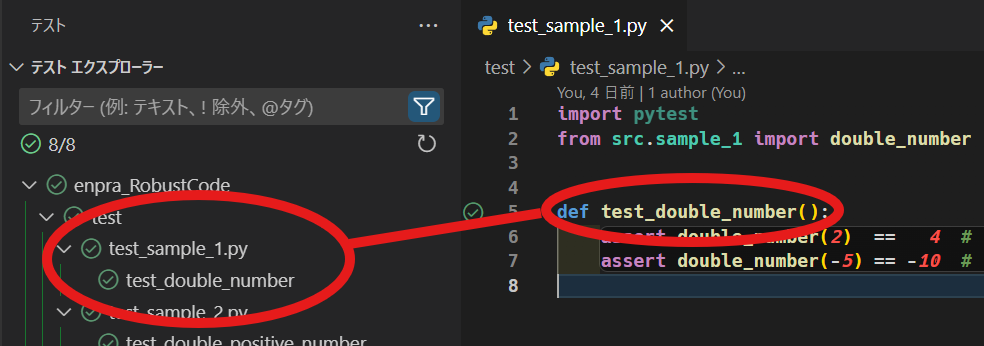 テスト
テスト エクスプローラー
フィルター (例: テキスト、! 除外、@タグ)
8/8
enpra_RobustCode
test
test_sample_1.py
test_double_number
test_sample_2.py
test_double_positive_number
test_sample_1.py
test > test_sample_1.py > ...
You, 4 日前 | 1 author (You)
1 import pytest
2 from src.sample_1 import double_number
3
4
5 def test_double_number():
6 assert double_number(2) == 4 #
7 assert double_number(-5) == -10 #
8